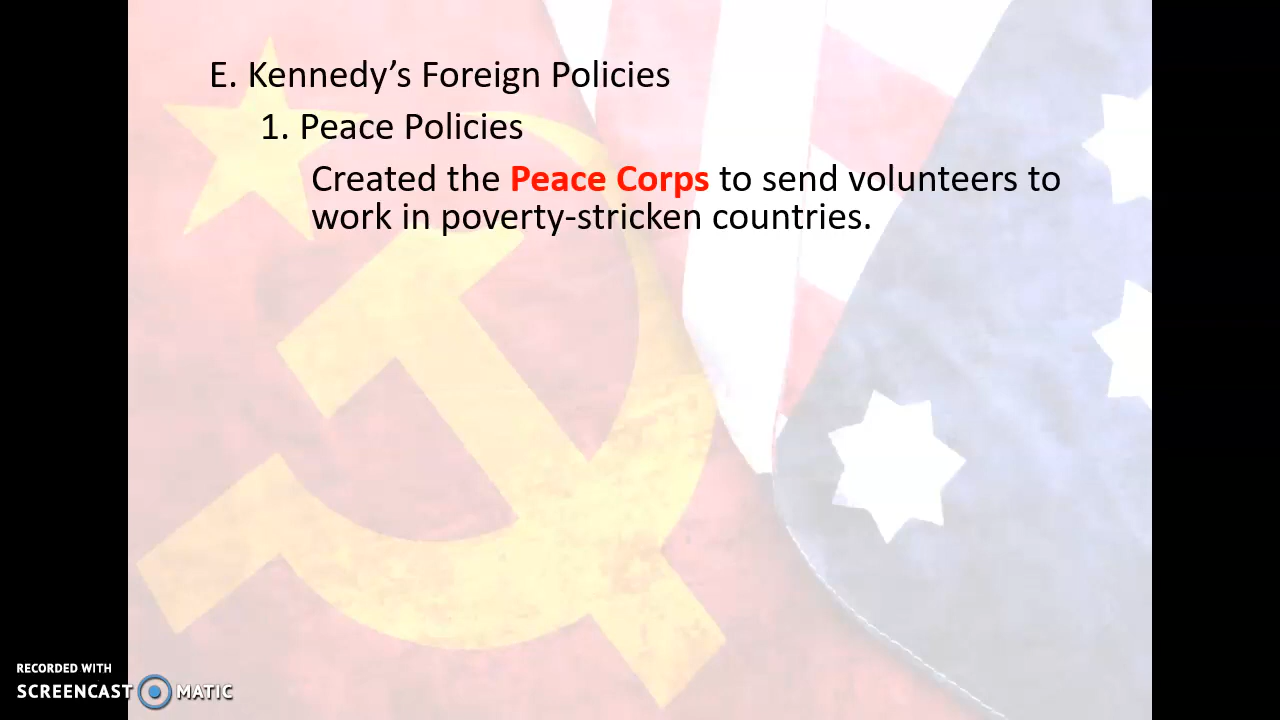 E. Kennedy’s Foreign Policies
1. Peace Policies
Created the Peace Corps to send volunteers to
work in poverty-stricken countries.
RECORDED WITH
SCREENCAST MATIC